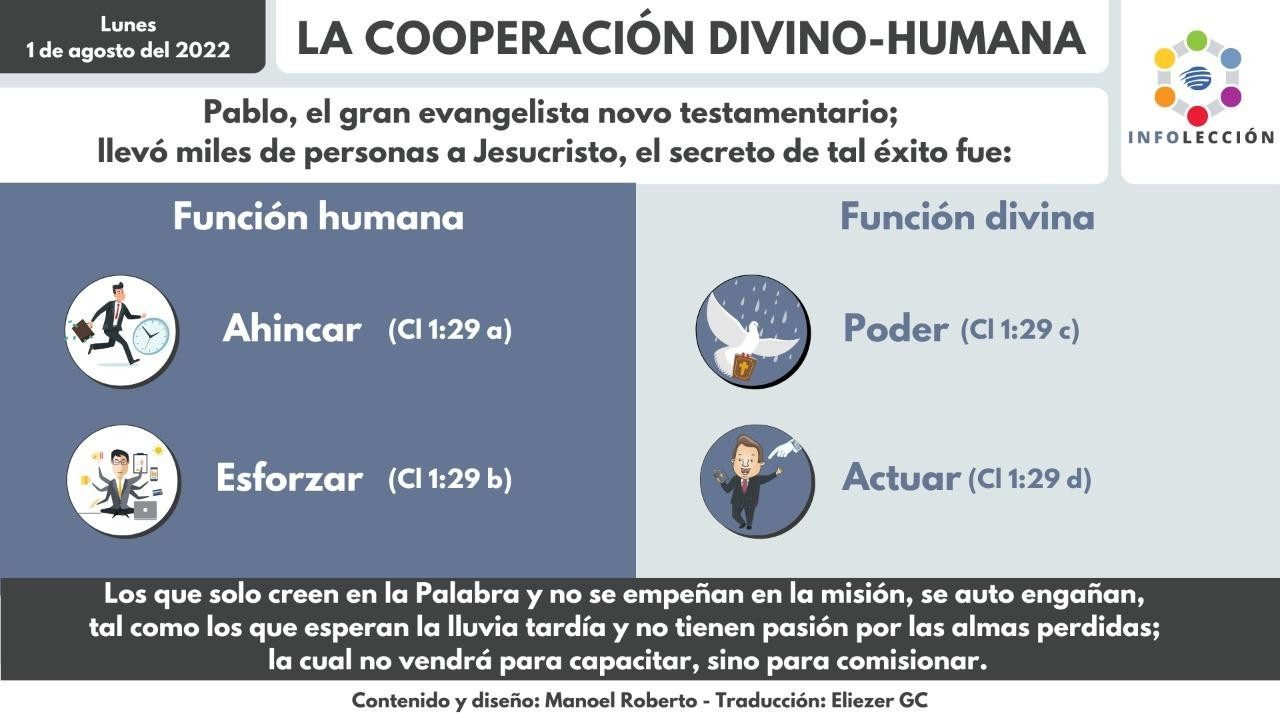 Lunes
1 de agosto del 2022
LA COOPERACIÓN DIVINO-HUMANA
INFOLECCIÓN
Pablo, el gran evangelista novo testamentario;
llevó miles de personas a Jesucristo, el secreto de tal éxito fue:
Función humana
Ahincar (Cl 1:29 a)
Esforzar (Cl 1:29 b)
Función divina
Poder (Cl 1:29 c)
Actuar (Cl 1:29 d)
Los que solo creen en la Palabra y no se empeñan en la misión, se auto engañan,
tal como los que esperan la lluvia tardía y no tienen pasión por las almas perdidas;
la cual no vendrá para capacitar, sino para comisionar.
Contenido y diseño: Manoel Roberto - Traducción: Eliezer GC